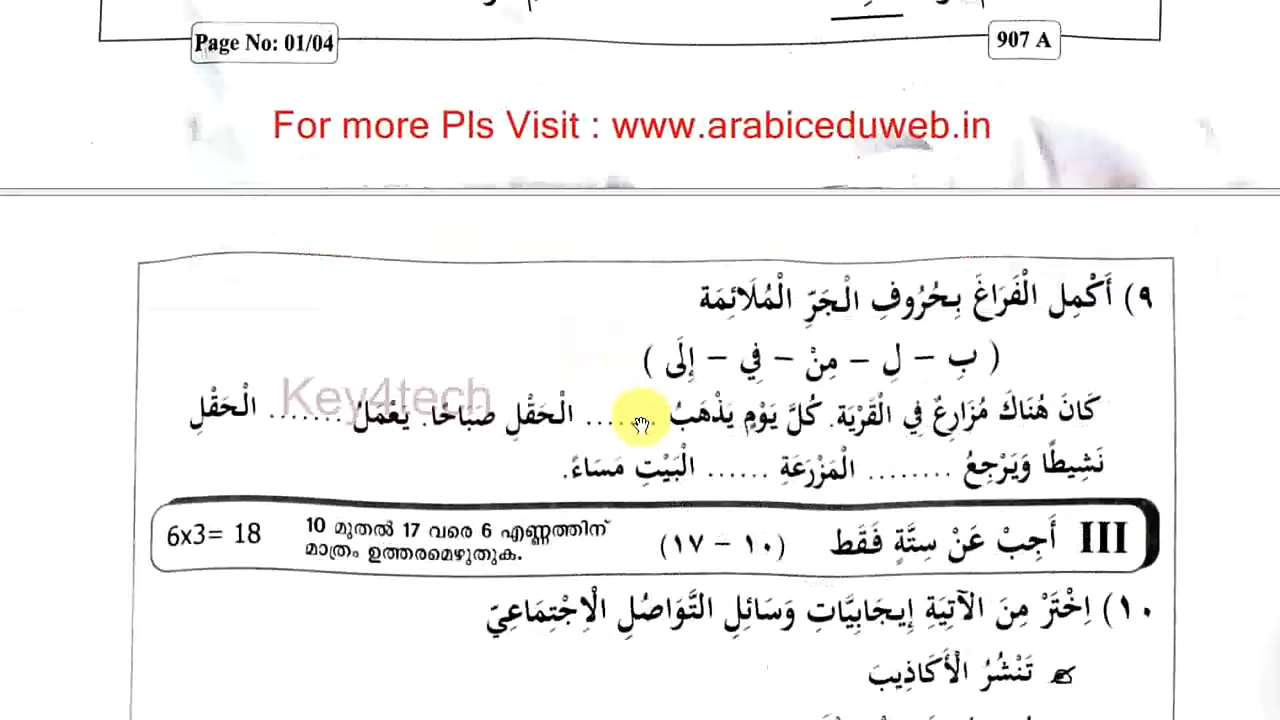 Page No: 01/04
907 A
For more Pls Visit : www.arabiceduweb.in
٩) أَكْمِل الْفَرَاغَ بِحُرُوفِ الْجَرِّ الْمُلَائِمَة
( بِ – لِ – مِنْ – فِي – إِلَى )
Key4tech
كَانَ هُنَاكَ مُزَارِعٌ فِي الْقَرْيَة. كُلَّ يَوْمٍ يَذْهَبُ ...... الْحَقْلِ صَبَاحًا. يَعْمَلُ ....... الْحَقْلِ
نَشِيطًا وَيَرْجِعُ ........ الْمَزْرَعَةِ ...... الْبَيْتِ مَسَاءً.
III أَجِبْ عَنْ سِتَّةٍ فَقَط (١٠ – ١٧)
10 മുതൽ 17 വരെ 6 എണ്ണത്തിന്
മാത്രം ഉത്തരമെഴുതുക.
6x3= 18
١٠) اِخْتَرْ مِنَ الْآتِيَةِ إِيجَابِيَّاتِ وَسَائِلِ التَّوَاصُلِ الْاِجْتِمَاعِيّ
تَنْشُرُ الْأَكَاذِيبَ